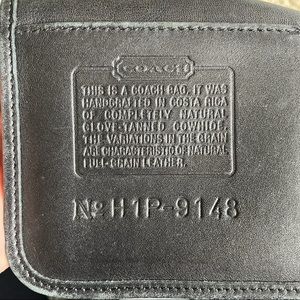 COACH
THIS IS A COACH BAG. IT WAS
HANDCRAFTED IN COSTA RICA
OF COMPLETELY NATURAL
GLOVE-TANNED COWHIDE.
THE VARIATIONS IN THE GRAIN
ARE CHARACTERISTIC OF NATURAL
FULL-GRAIN LEATHER.
No H1P-9148